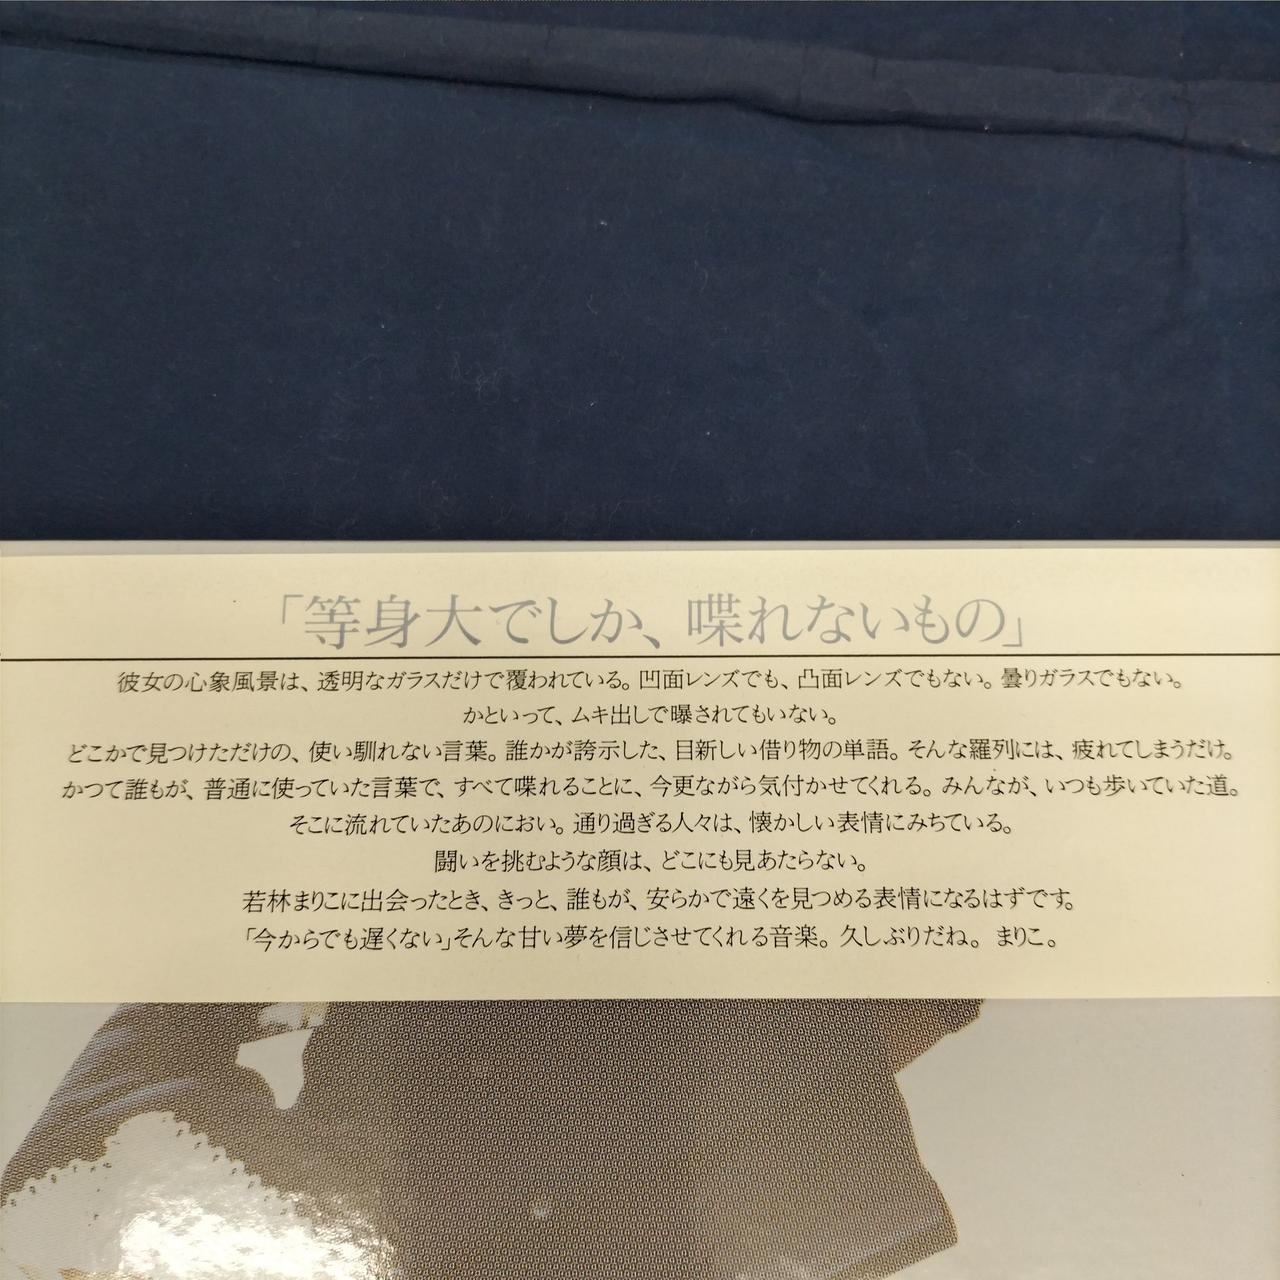 「等身大でしか、喋れないもの」
彼女の心象風景は、透明なガラスだけで覆われている。凹面レンズでも、凸面レンズでもない。曇りガラスでもない。
かといって、ムキ出しで曝されてもいない。
どこかで見つけただけの、使い馴れない言葉。誰かが誇示した、目新しい借り物の単語。そんな羅列には、疲れてしまうだけ。
かつて誰もが、普通に使っていた言葉で、すべて喋れることに、今更ながら気付かせてくれる。みんなが、いつも歩いていた道。
そこに流れていたあのにおい。通り過ぎる人々は、懐かしい表情にみちている。
闘いを挑むような顔は、どこにも見あたらない。
若林まりこに出会ったとき、きっと、誰もが、安らかで遠くを見つめる表情になるはずです。
「今からでも遅くない」そんな甘い夢を信じさせてくれる音楽。久しぶりだね。まりこ。